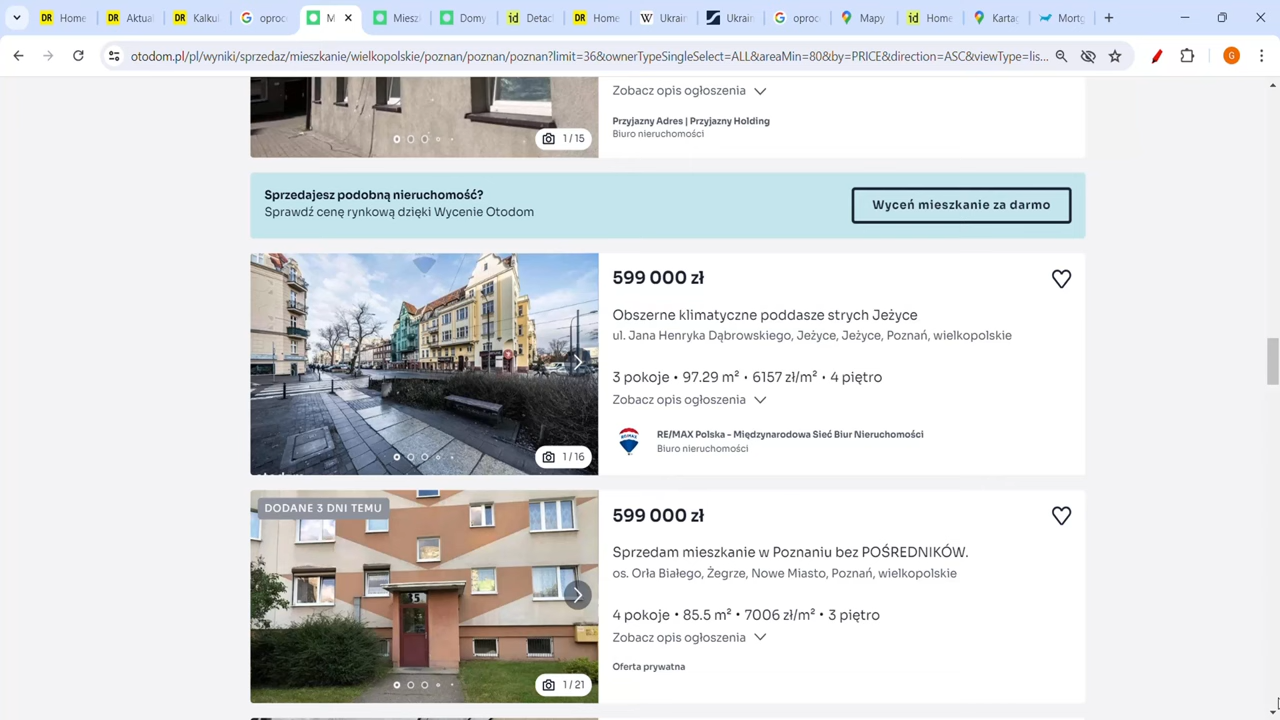 Home
Aktual
Kalkul
oproc
M
Mieszk
Domy
Detach
Home
Ukrain
Ukrain
oproc
Mapy
Home
Kartag
Mortg
otodom.pl/pl/wyniki/sprzedaz/mieszkanie/wielkopolskie/poznan/poznan/poznan?limit=36&ownerTypeSingleSelect=ALL&areaMin=80&by=PRICE&direction=ASC&viewType=lis...
Zobacz opis ogłoszenia
Przyjazny Adres | Przyjazny Holding
Biuro nieruchomości
1 / 15
Sprzedajesz podobną nieruchomość?
Sprawdź cenę rynkową dzięki Wycenie Otodom
Wyceń mieszkanie za darmo
599 000 zł
Obszerne klimatyczne poddasze strych Jeżyce
ul. Jana Henryka Dąbrowskiego, Jeżyce, Jeżyce, Poznań, wielkopolskie
3 pokoje • 97.29 m² • 6157 zł/m² • 4 piętro
Zobacz opis ogłoszenia
RE/MAX Polska - Międzynarodowa Sieć Biur Nieruchomości
Biuro nieruchomości
1 / 16
DODANE 3 DNI TEMU
599 000 zł
Sprzedam mieszkanie w Poznaniu bez POŚREDNIKÓW.
os. Orła Białego, Żegrze, Nowe Miasto, Poznań, wielkopolskie
4 pokoje • 85.5 m² • 7006 zł/m² • 3 piętro
Zobacz opis ogłoszenia
Oferta prywatna
1 / 21